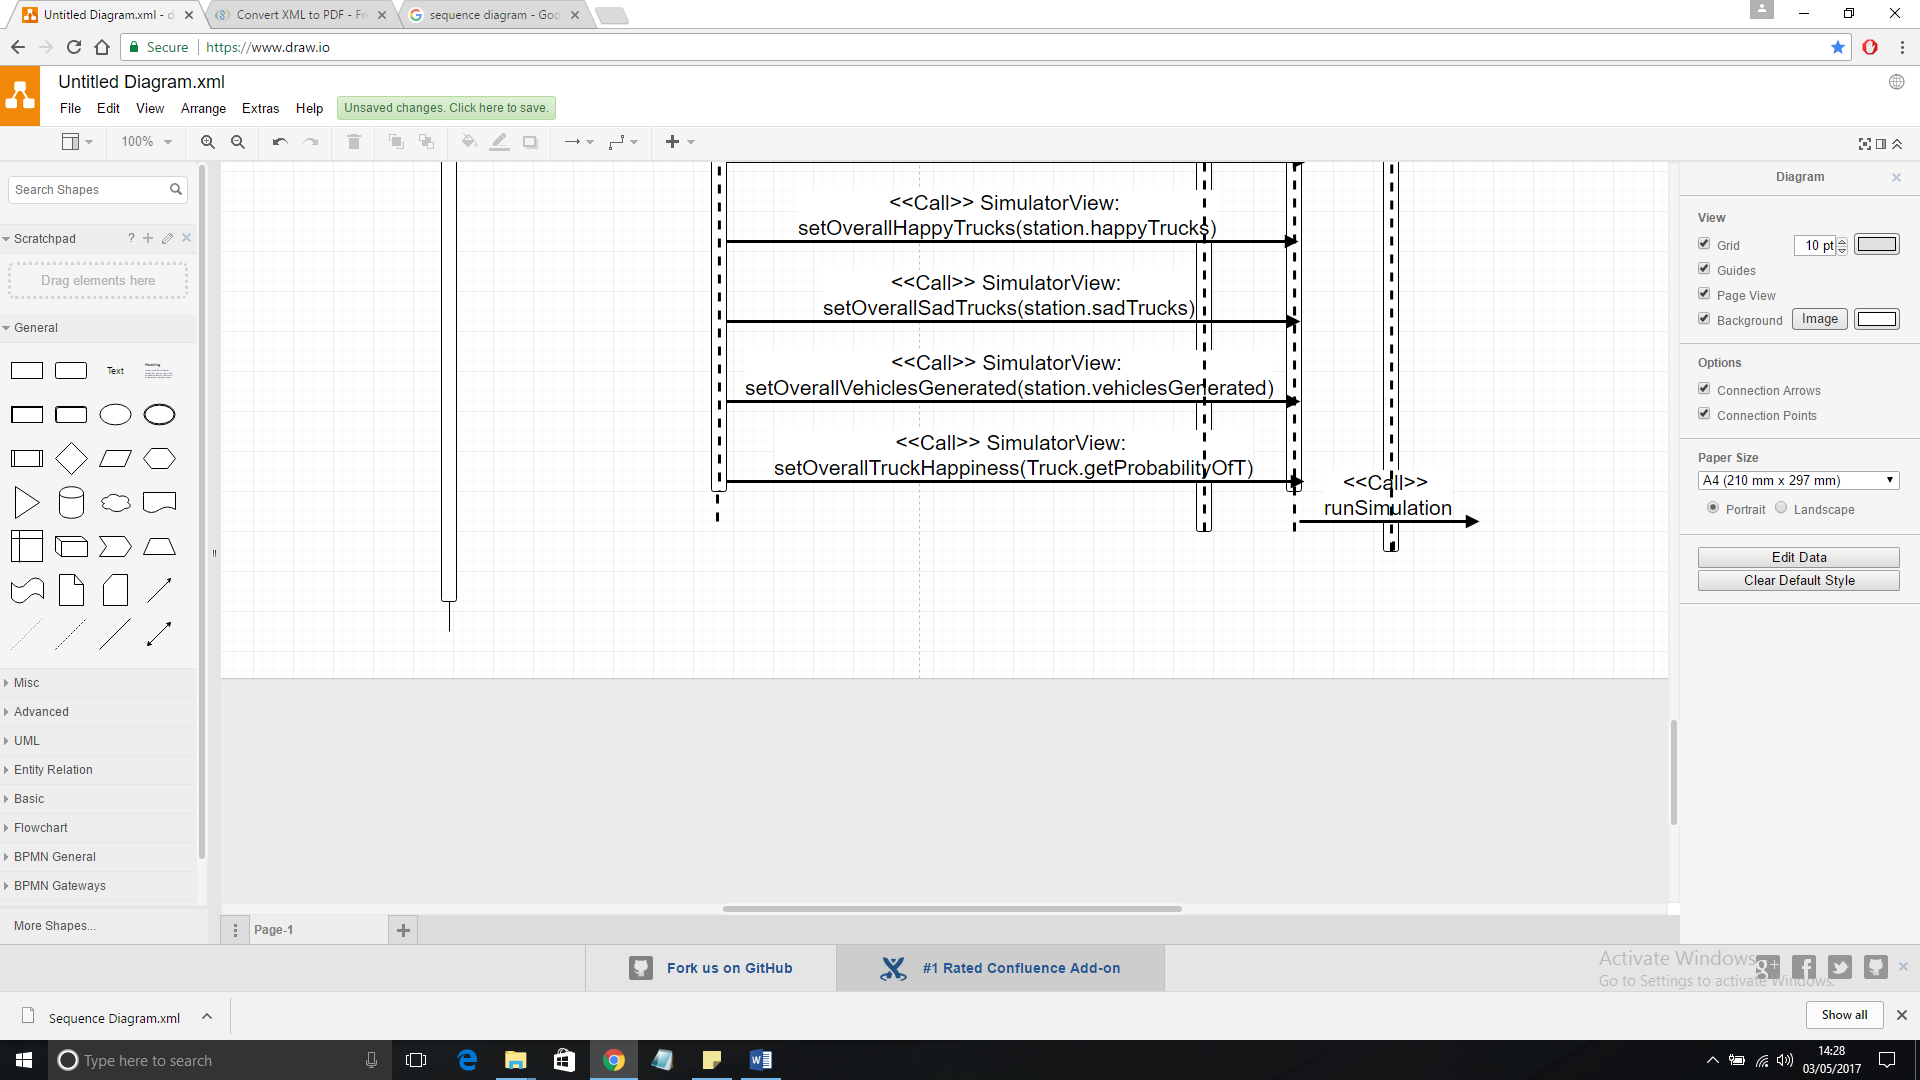 Untitled Diagram.xml - d
Convert XML to PDF - Fr
sequence diagram - Goo
Secure
https://www.draw.io
Untitled Diagram.xml
File Edit View Arrange Extras Help
Unsaved changes. Click here to save.
100%
Search Shapes
Scratchpad
?
Drag elements here
General
Text
Heading
Misc
Advanced
UML
Entity Relation
Basic
Flowchart
BPMN General
BPMN Gateways
More Shapes...
<<Call>> SimulatorView:
setOverallHappyTrucks(station.happyTrucks)
<<Call>> SimulatorView:
setOverallSadTrucks(station.sadTrucks)
<<Call>> SimulatorView:
setOverallVehiclesGenerated(station.vehiclesGenerated)
<<Call>> SimulatorView:
setOverallTruckHappiness(Truck.getProbabilityOfT)
<<Call>>
runSimulation
Diagram
View
Grid
10 pt
Guides
Page View
Background
Image
Options
Connection Arrows
Connection Points
Paper Size
A4 (210 mm x 297 mm)
Portrait
Landscape
Edit Data
Clear Default Style
Page-1
Fork us on GitHub
#1 Rated Confluence Add-on
Activate Windows
Go to Settings to activate Windows.
Sequence Diagram.xml
Show all
Type here to search
14:28
03/05/2017